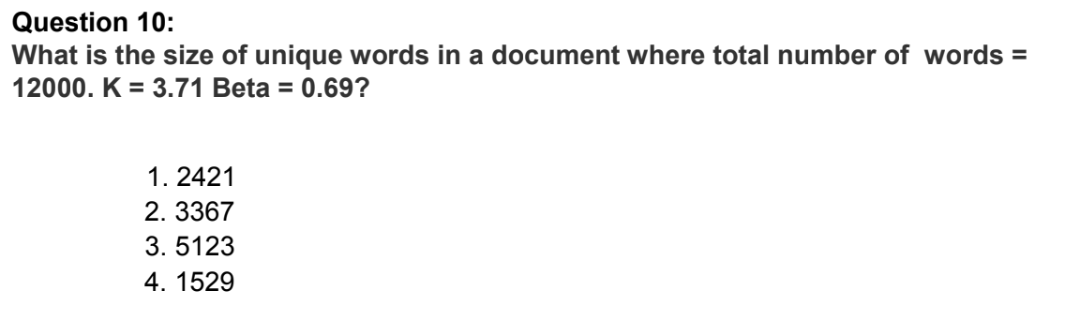 Question 10:
What is the size of unique words in a document where total number of words =
12000. K = 3.71 Beta = 0.69?
1. 2421
2. 3367
3. 5123
4. 1529